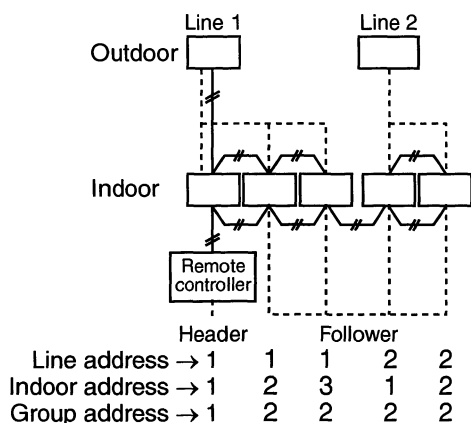 Line 1 Line 2
Outdoor
Indoor
Remote
controller
Header Follower
Line address → 1 1 1 2 2
Indoor address → 1 2 3 1 2
Group address → 1 2 2 2 2